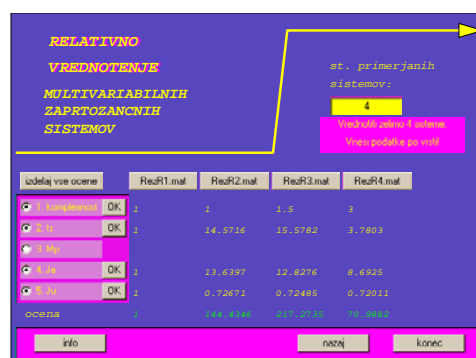 RELATIVNO
VREDNOTENJE
MULTIVARIABILNIH
ZAPRTOZANCNIH
SISTEMOV
st. primerjanih
sistemov:
4
Vrednotiti zelimo 4 sisteme.
Vnesi podatke po vrsti!
izdelaj vse ocene RezR1.mat RezR2.mat RezR3.mat RezR4.mat
1. komplexnost OK 1 1 1.5 3
2. ts OK 1 14.5716 15.5782 3.7803
3. Mp
4. Je OK 1 13.6397 12.8276 8.6925
5. Ju OK 1 0.72671 0.72485 0.72011
ocena 1 144.4346 217.2735 70.9882
info nazaj konec